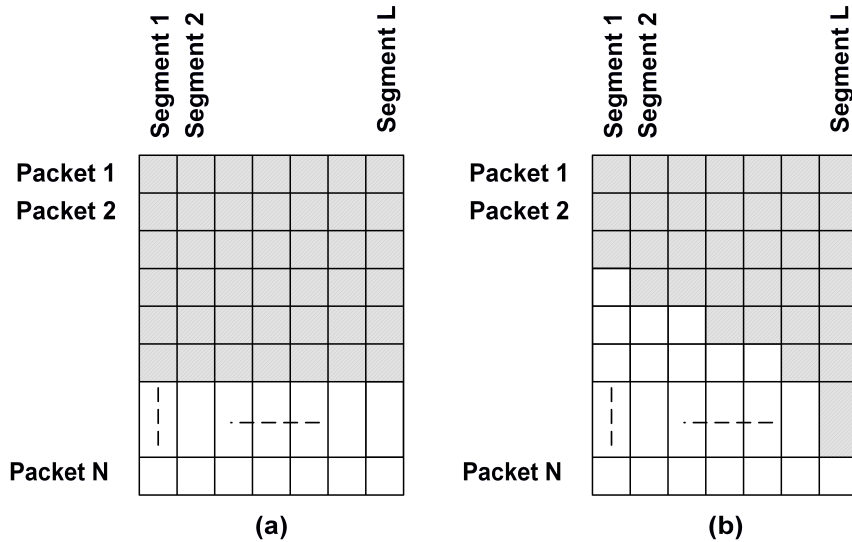 Segment 1
Segment 2
Segment L
Segment 1
Segment 2
Segment L
Packet 1
Packet 2
Packet N
Packet 1
Packet 2
Packet N
(a)
(b)